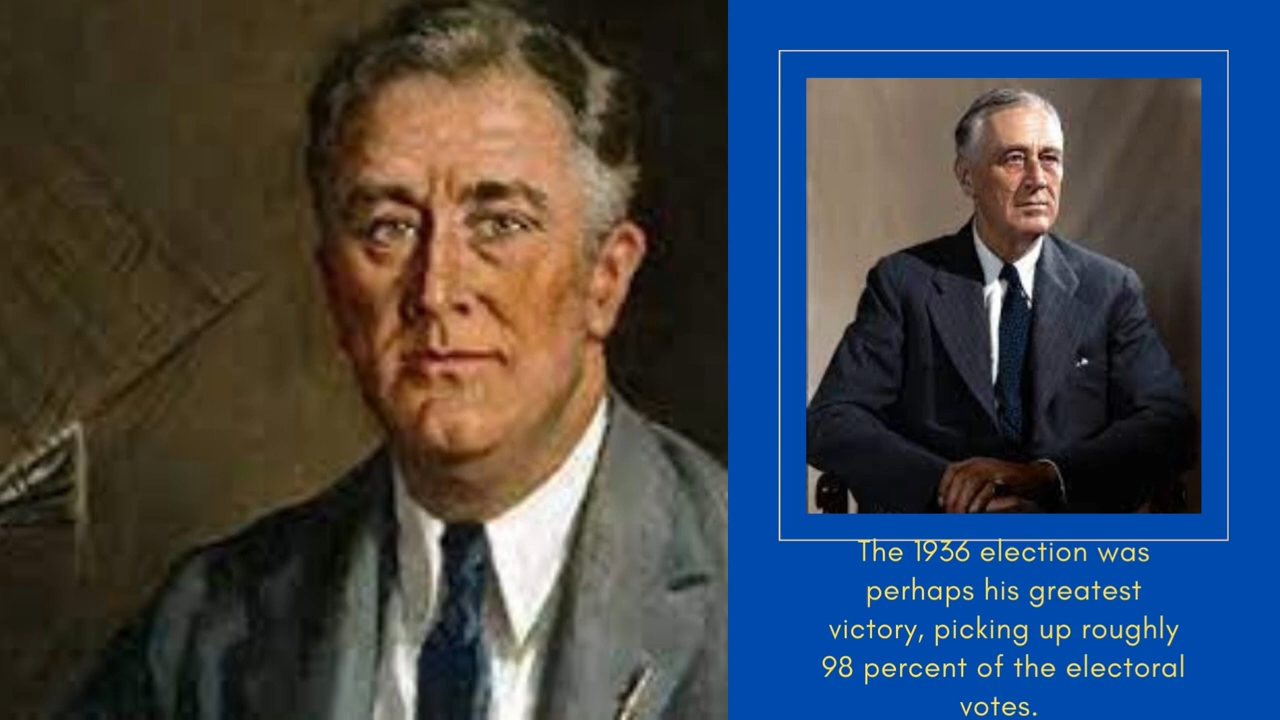 The 1936 election was
perhaps his greatest
victory, picking up roughly
98 percent of the electoral
votes.